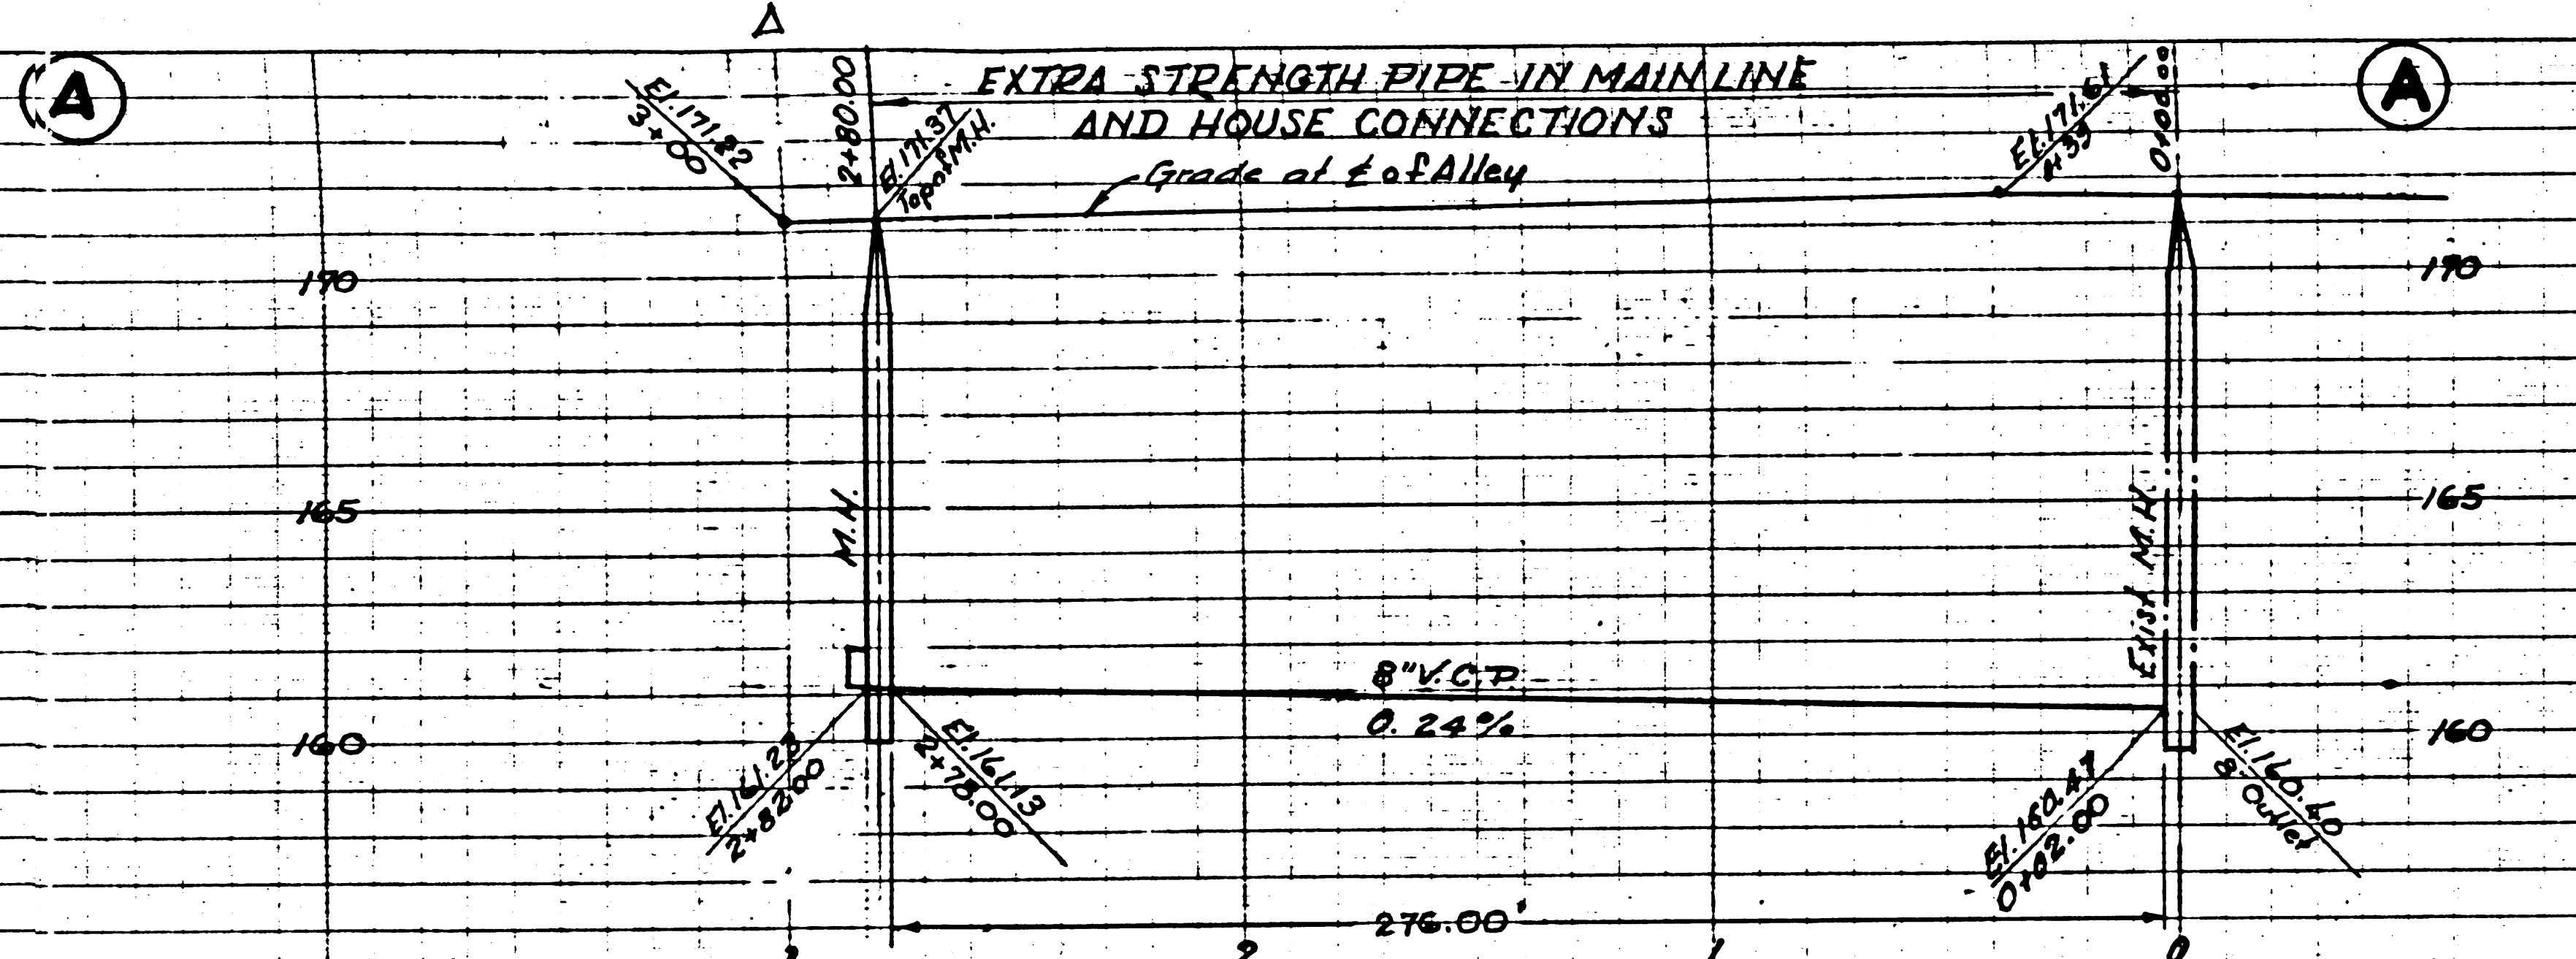 Δ
A
A
EXTRA STRENGTH PIPE IN MAIN LINE
AND HOUSE CONNECTIONS
Grade at ℄ of Alley
El. 171.22
3+00
2+80.00
El. 171.37
Top of M.H.
El. 171.61
0+00.00
170
170
165
165
M.H.
Exist M.H.
8" V.C.P.
0.24%
160
160
El. 161.23
2+82.00
El. 161.13
2+78.00
El. 160.47
0+02.00
El. 160.40
8" Outlet
276.00'
2
1
0